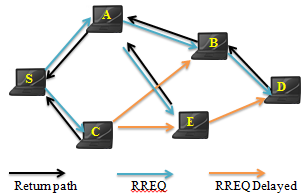 A
B
S
D
C
E
Return path
RREQ
RREQ Delayed